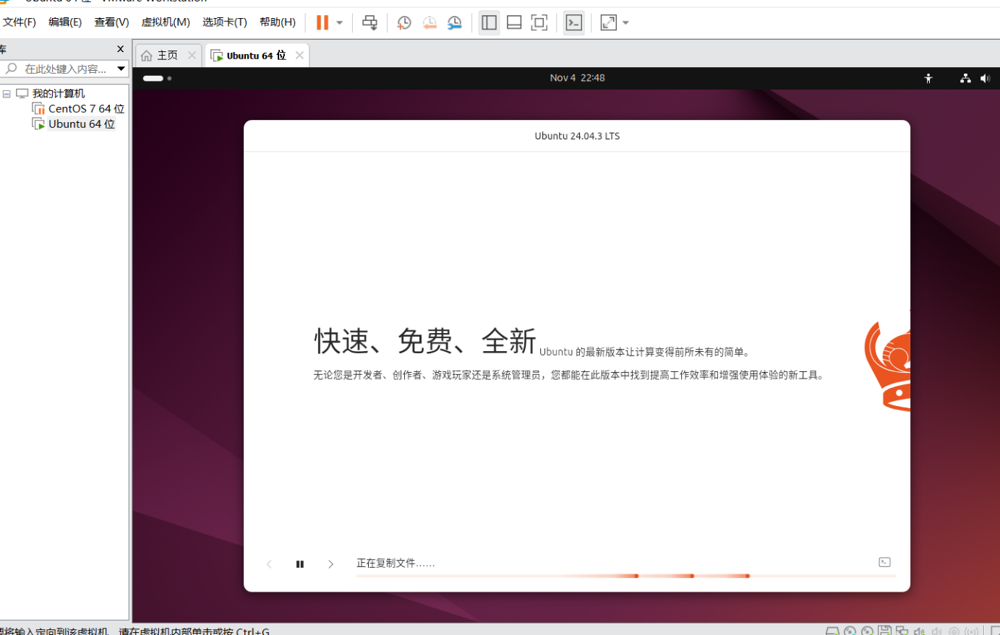 Ubuntu 64 位 - VMware Workstation
文件(F) 编辑(E) 查看(V) 虚拟机(M) 选项卡(T) 帮助(H)
库
在此处键入内容...
我的计算机
CentOS 7 64 位
Ubuntu 64 位
主页 Ubuntu 64 位
Nov 4 22:48
Ubuntu 24.04.3 LTS
快速、免费、全新 Ubuntu 的最新版本让计算变得前所未有的简单。
无论您是开发者、创作者、游戏玩家还是系统管理员，您都能在此版本中找到提高工作效率和增强使用体验的新工具。
正在复制文件……
要将输入定向到该虚拟机，请在虚拟机内部单击或按 Ctrl+G。